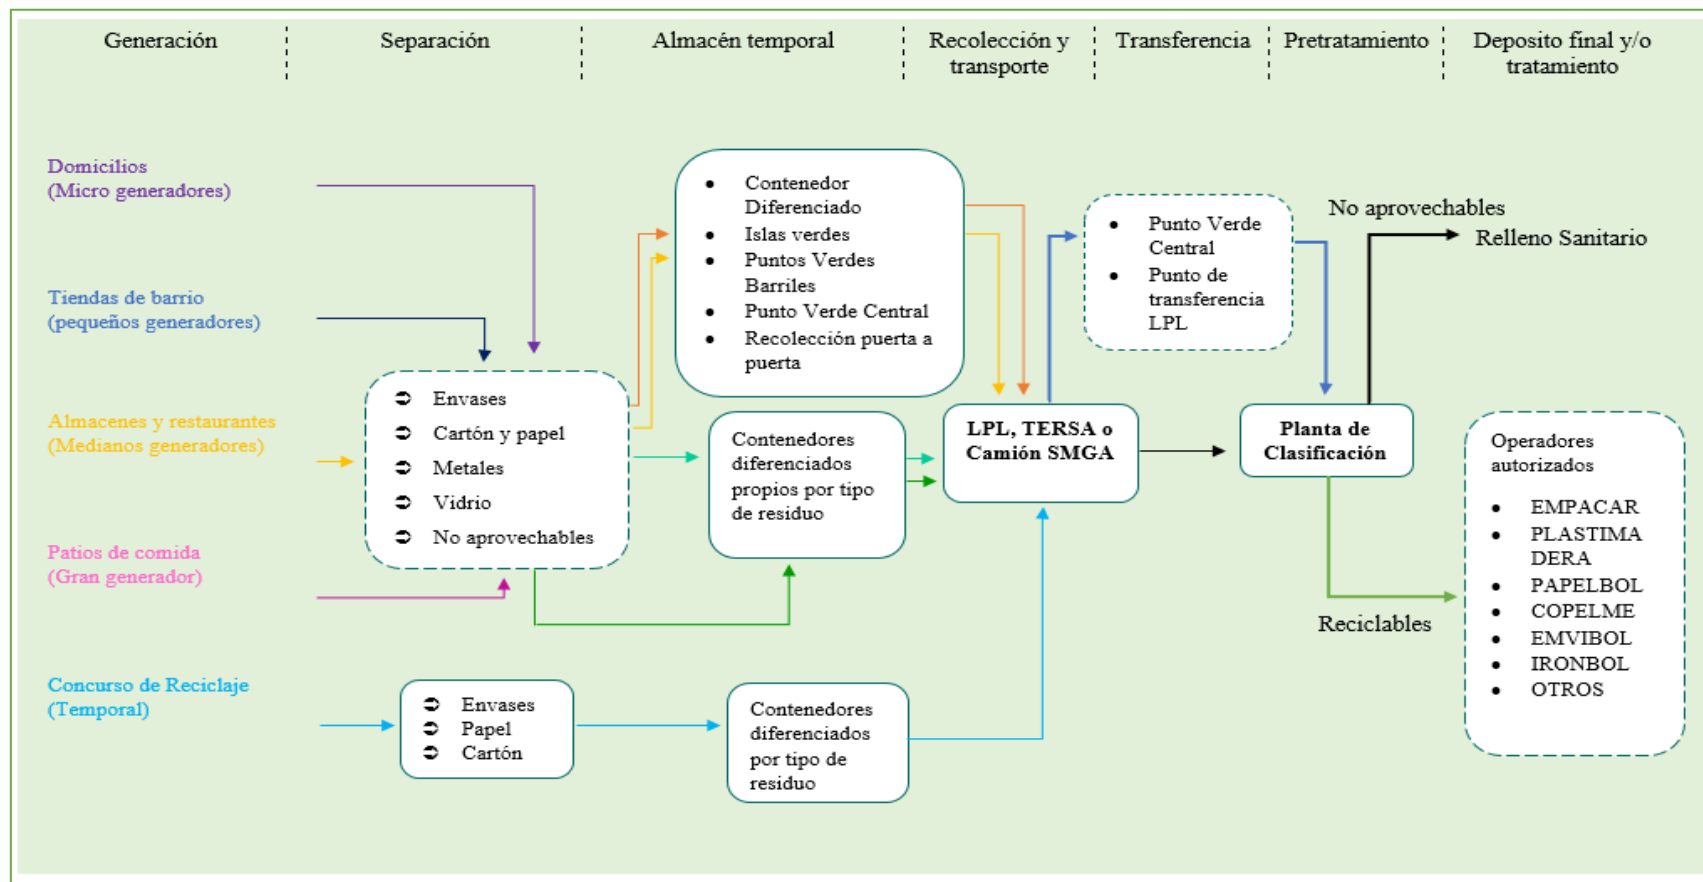 Generación
Separación
Almacén temporal
Recolección y
transporte
Transferencia
Pretratamiento
Deposito final y/o
tratamiento
Domicilios
(Micro generadores)
Tiendas de barrio
(pequeños generadores)
Almacenes y restaurantes
(Medianos generadores)
Patios de comida
(Gran generador)
Concurso de Reciclaje
(Temporal)
Envases
Cartón y papel
Metales
Vidrio
No aprovechables
Envases
Papel
Cartón
Contenedor
Diferenciado
Islas verdes
Puntos Verdes
Barriles
Punto Verde Central
Recolección puerta a
puerta
Contenedores
diferenciados
propios por tipo
de residuo
Contenedores
diferenciados
por tipo de
residuo
LPL, TERSA o
Camión SMGA
Punto Verde
Central
Punto de
transferencia
LPL
Planta de
Clasificación
No aprovechables
Relleno Sanitario
Reciclables
Operadores
autorizados
EMPACAR
PLASTIMA
DERA
PAPELBOL
COPELME
EMVIBOL
IRONBOL
OTROS